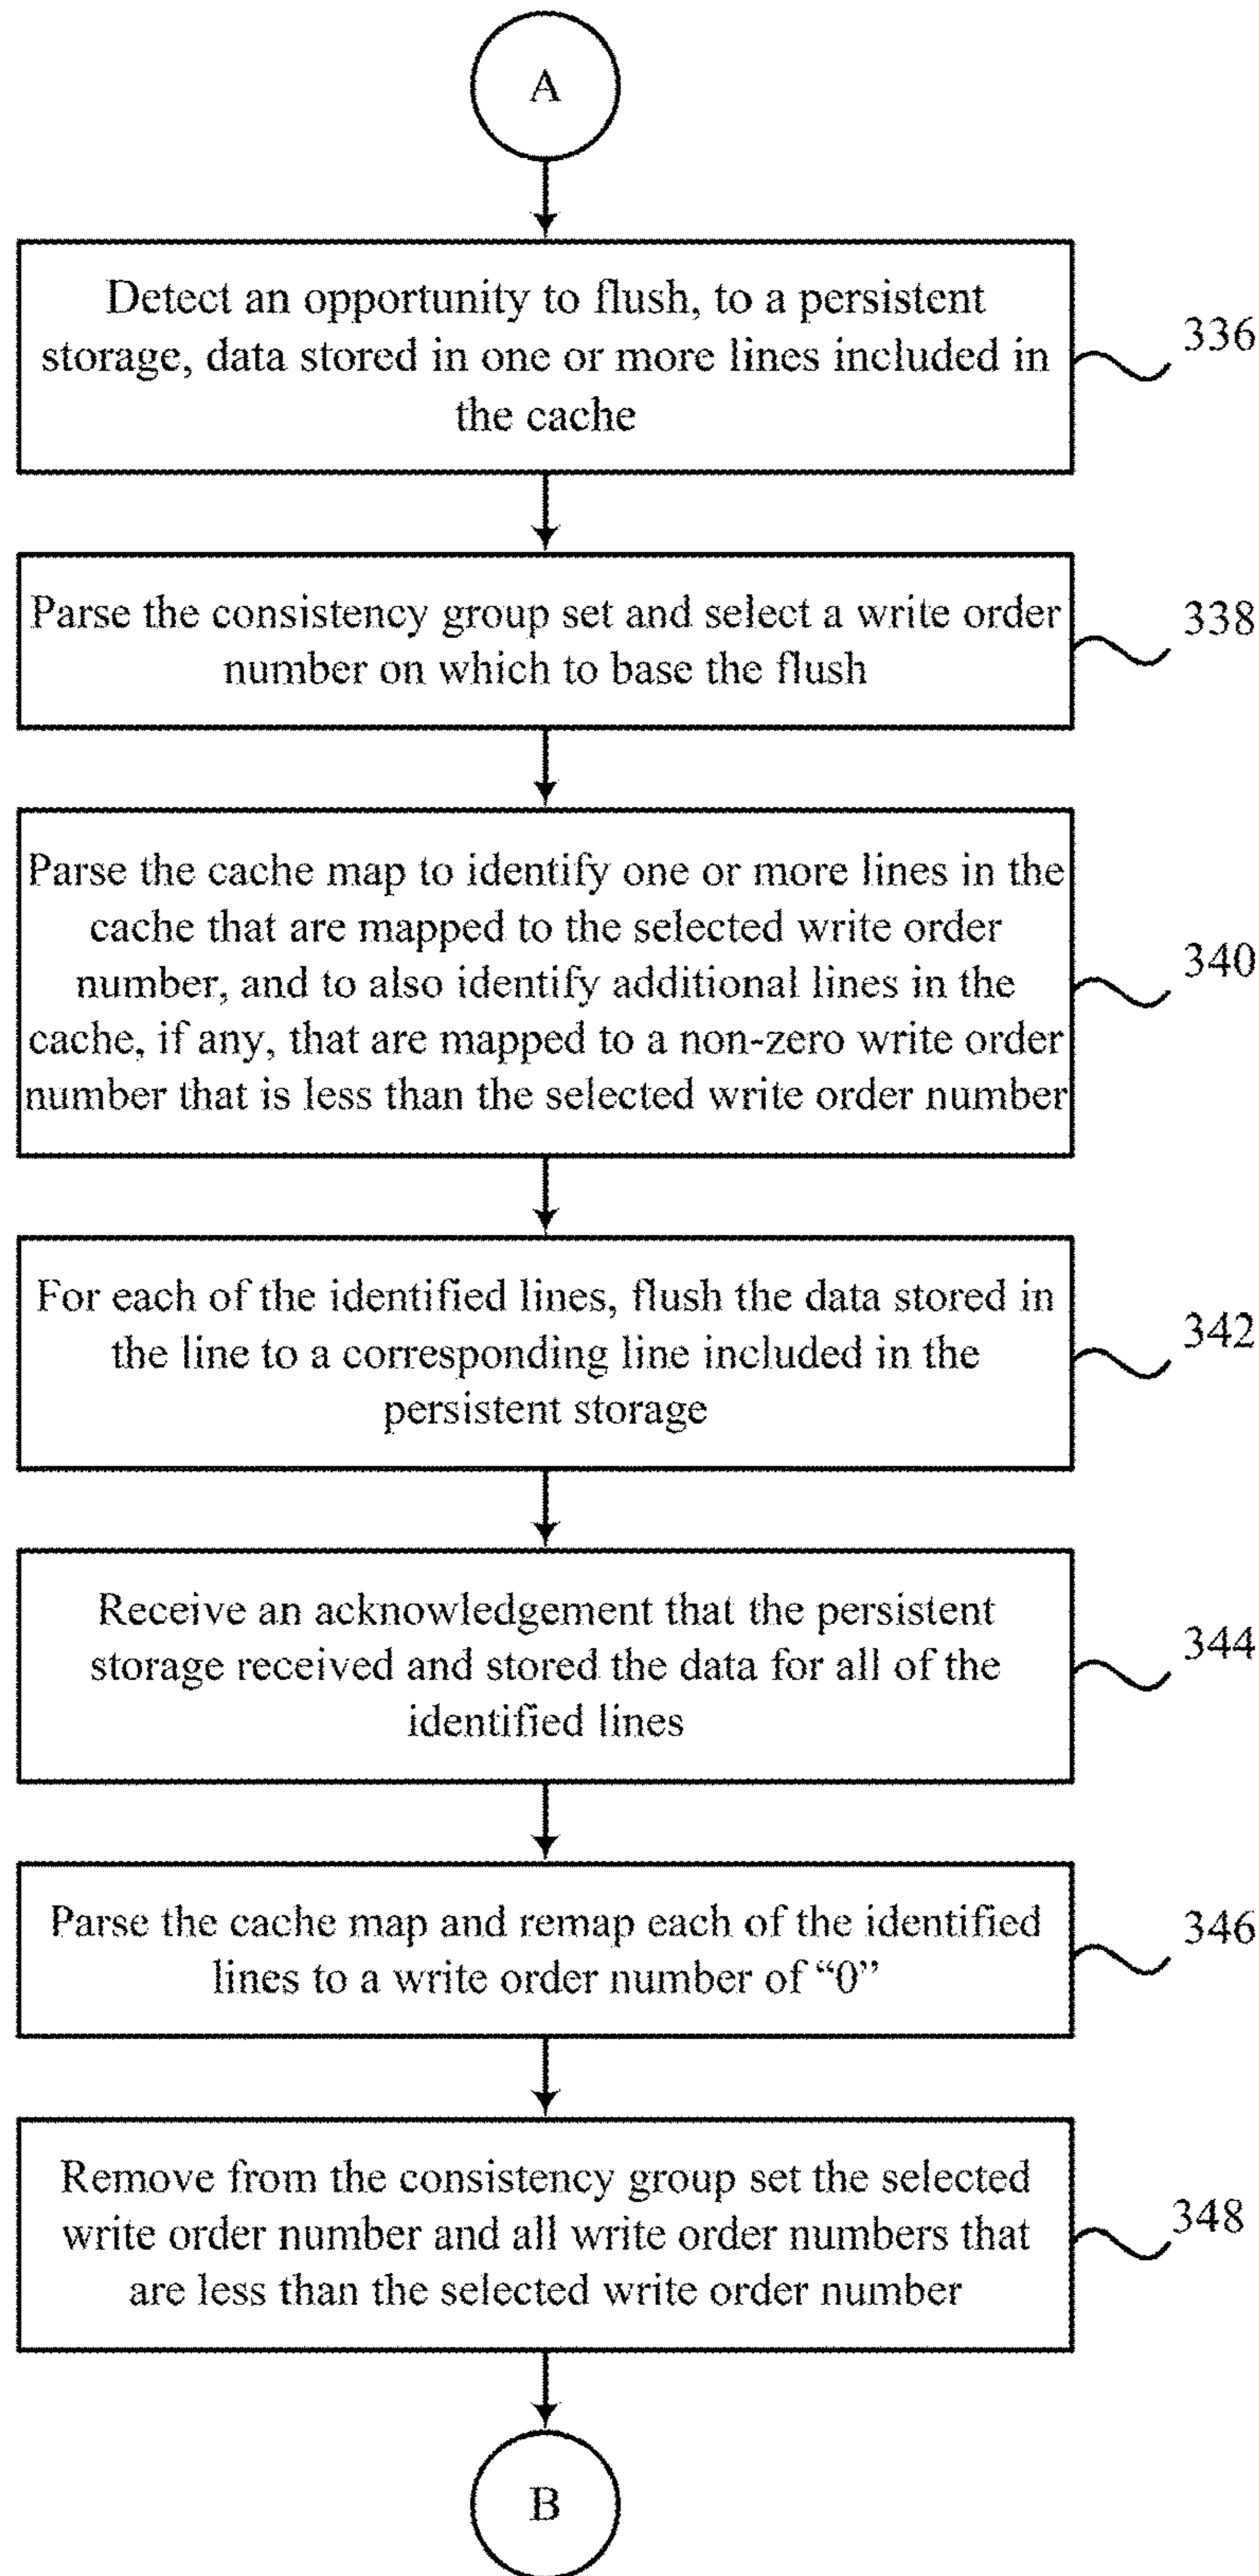 A
Detect an opportunity to flush, to a persistent
storage, data stored in one or more lines included in
the cache
336
Parse the consistency group set and select a write order
number on which to base the flush
338
Parse the cache map to identify one or more lines in the
cache that are mapped to the selected write order
number, and to also identify additional lines in the
cache, if any, that are mapped to a non-zero write order
number that is less than the selected write order number
340
For each of the identified lines, flush the data stored in
the line to a corresponding line included in the
persistent storage
342
Receive an acknowledgement that the persistent
storage received and stored the data for all of the
identified lines
344
Parse the cache map and remap each of the identified
lines to a write order number of “0”
346
Remove from the consistency group set the selected
write order number and all write order numbers that
are less than the selected write order number
348
B